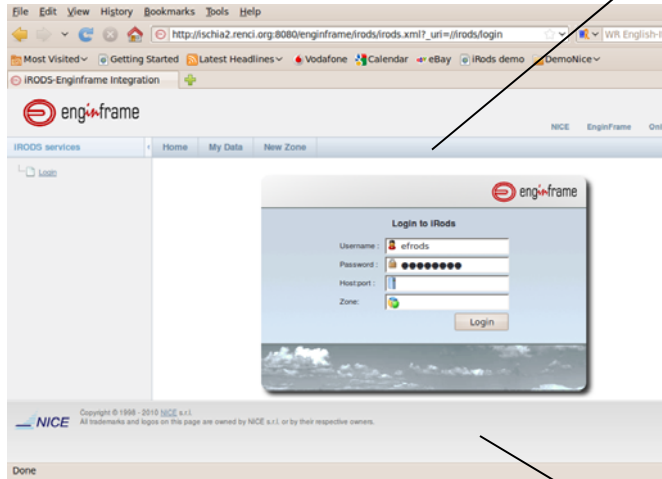 File Edit View History Bookmarks Tools Help
http://ischia2.renci.org:8080/enginframe/irods/irods.xml?_uri=//irods/login
WR English-I
Most Visited Getting Started Latest Headlines Vodafone Calendar eBay iRods demo DemoNice
iRODS-Enginframe Integration
enginframe
NICE EnginFrame Onl
IRODS services Home My Data New Zone
Login
enginframe
Login to iRods
Username : efrods
Password :
Host:port :
Zone:
Login
NICE
Copyright © 1998 - 2010 NICE s.r.l.
All trademarks and logos on this page are owned by NICE s.r.l. or by their respective owners.
Done